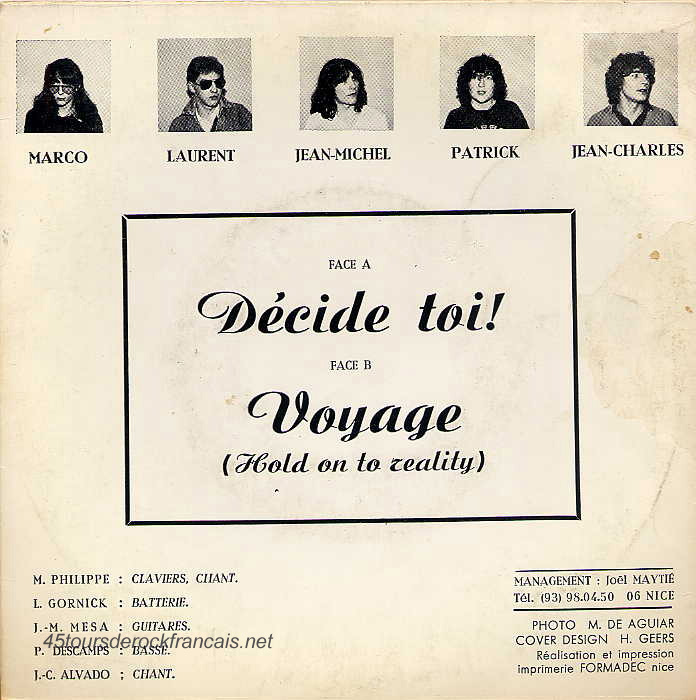 MARCO LAURENT JEAN-MICHEL PATRICK JEAN-CHARLES
FACE A
Décide toi!
FACE B
Voyage
(Hold on to reality)
M. PHILIPPE : CLAVIERS, CHANT.
L. GORNICK : BATTERIE.
J.-M. MESA : GUITARES.
45toursderockfrancais.net
P. DESCAMPS : BASSE.
J.-C. ALVADO ; CHANT.
MANAGEMENT : Joël MAYTIÉ
Tél. (93) 98.04.50 06 NICE
PHOTO M. DE AGUIAR
COVER DESIGN H. GEERS
Réalisation et impression
imprimerie FORMADEC nice